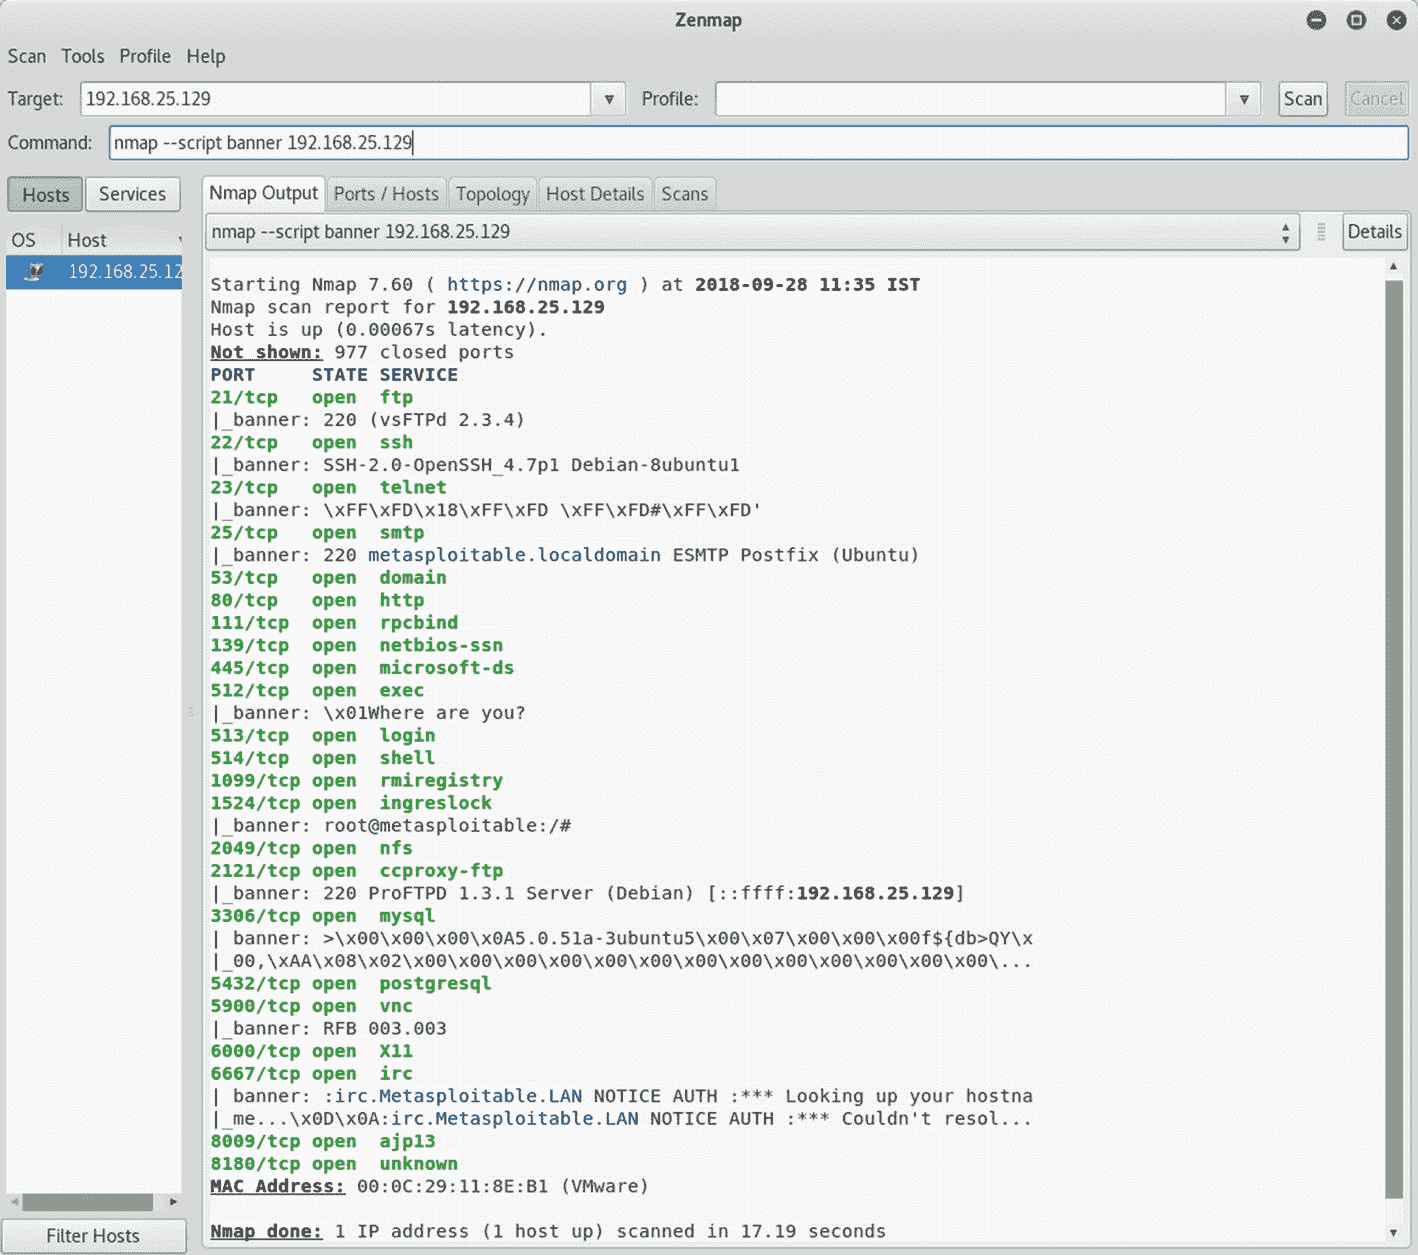 Zenmap
Scan Tools Profile Help
Target: 192.168.25.129 Profile: Scan Cancel
Command: nmap --script banner 192.168.25.129
Hosts Services Nmap Output Ports / Hosts Topology Host Details Scans
OS Host nmap --script banner 192.168.25.129 Details
192.168.25.12
Starting Nmap 7.60 ( https://nmap.org ) at 2018-09-28 11:35 IST
Nmap scan report for 192.168.25.129
Host is up (0.00067s latency).
Not shown: 977 closed ports
PORT     STATE SERVICE
21/tcp   open  ftp
|_banner: 220 (vsFTPd 2.3.4)
22/tcp   open  ssh
|_banner: SSH-2.0-OpenSSH_4.7p1 Debian-8ubuntu1
23/tcp   open  telnet
|_banner: \xFF\xFD\x18\xFF\xFD \xFF\xFD#\xFF\xFD'
25/tcp   open  smtp
|_banner: 220 metasploitable.localdomain ESMTP Postfix (Ubuntu)
53/tcp   open  domain
80/tcp   open  http
111/tcp  open  rpcbind
139/tcp  open  netbios-ssn
445/tcp  open  microsoft-ds
512/tcp  open  exec
|_banner: \x01Where are you?
513/tcp  open  login
514/tcp  open  shell
1099/tcp open  rmiregistry
1524/tcp open  ingreslock
|_banner: root@metasploitable:/#
2049/tcp open  nfs
2121/tcp open  ccproxy-ftp
|_banner: 220 ProFTPD 1.3.1 Server (Debian) [::ffff:192.168.25.129]
3306/tcp open  mysql
| banner: >\x00\x00\x00\x0A5.0.51a-3ubuntu5\x00\x07\x00\x00\x00f${db>QY\x
|_00,\xAA\x08\x02\x00\x00\x00\x00\x00\x00\x00\x00\x00\x00\x00\x00\x00\...
5432/tcp open  postgresql
5900/tcp open  vnc
|_banner: RFB 003.003
6000/tcp open  X11
6667/tcp open  irc
| banner: :irc.Metasploitable.LAN NOTICE AUTH :*** Looking up your hostna
|_me...\x0D\x0A:irc.Metasploitable.LAN NOTICE AUTH :*** Couldn't resol...
8009/tcp open  ajp13
8180/tcp open  unknown
MAC Address: 00:0C:29:11:8E:B1 (VMware)
Nmap done: 1 IP address (1 host up) scanned in 17.19 seconds
Filter Hosts